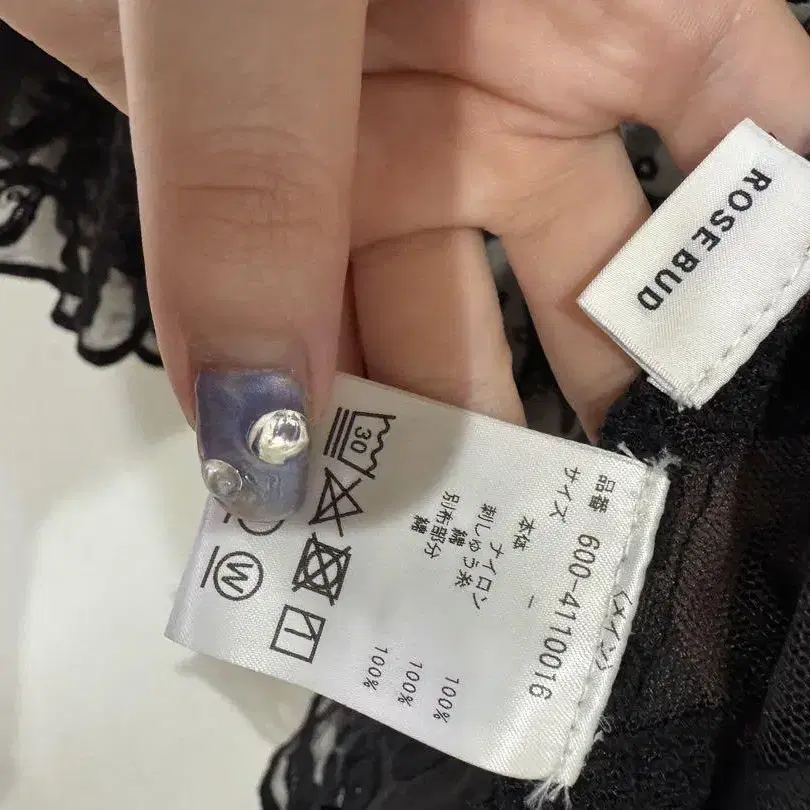 ROSE BUD
〈メイン〉
品番 600-4110016
サイズ －
本体
ナイロン 100%
刺しゅう糸
綿 100%
別布部分
綿 100%
30
W